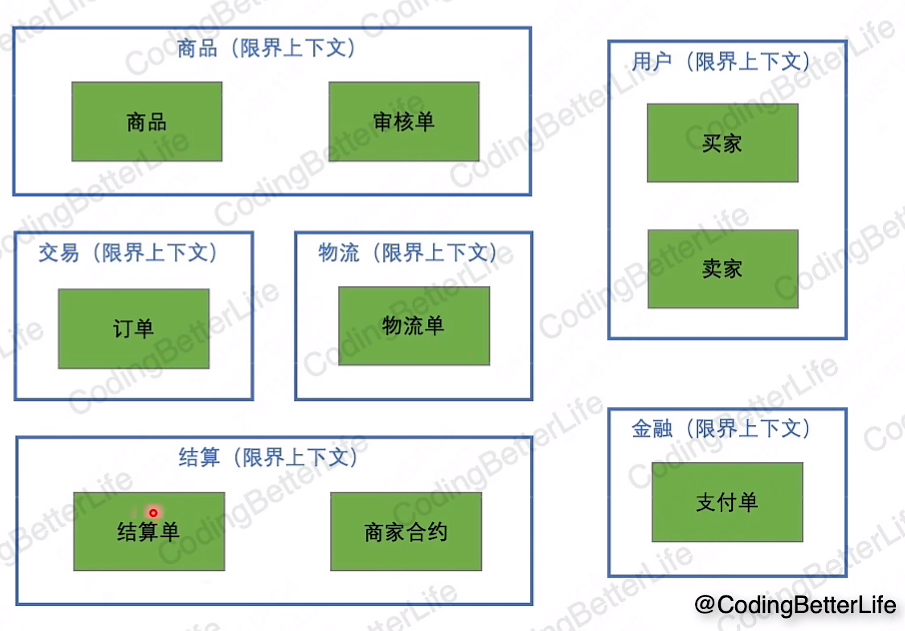 商品（限界上下文）
商品
审核单
用户（限界上下文）
买家
卖家
交易（限界上下文）
订单
物流（限界上下文）
物流单
结算（限界上下文）
结算单
商家合约
金融（限界上下文）
支付单
@CodingBetterLife
CodingBetterLife